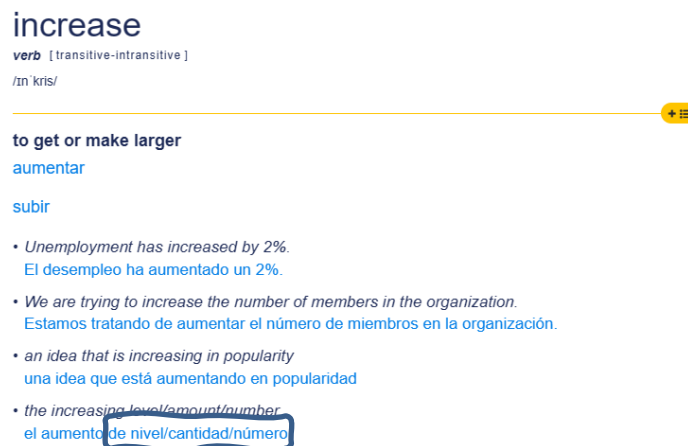 increase
verb [ transitive-intransitive ]
/ɪnˈkris/
to get or make larger
aumentar
subir
• Unemployment has increased by 2%.
El desempleo ha aumentado un 2%.
• We are trying to increase the number of members in the organization.
Estamos tratando de aumentar el número de miembros en la organización.
• an idea that is increasing in popularity
una idea que está aumentando en popularidad
• the increasing level/amount/number
el aumento de nivel/cantidad/número